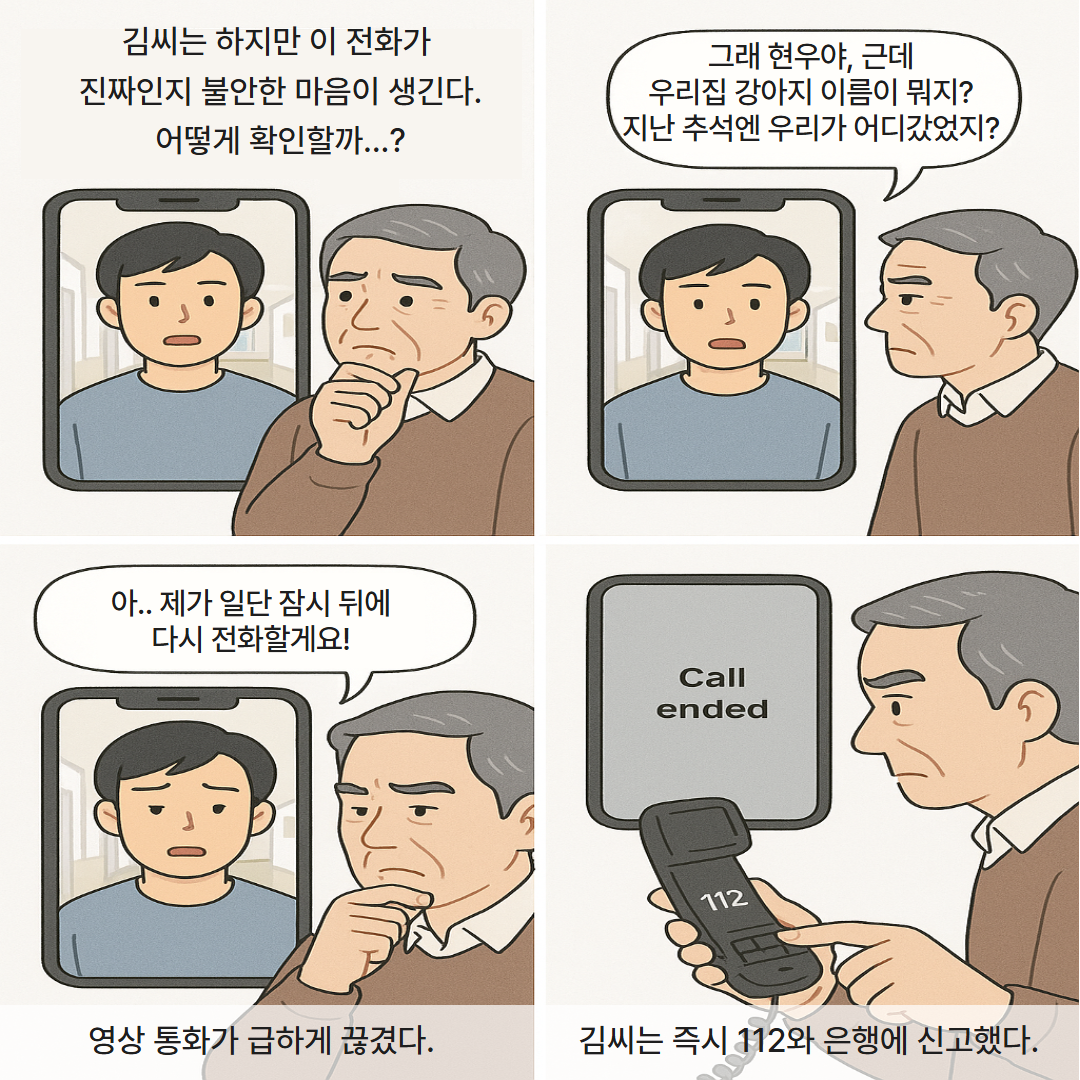 김씨는 하지만 이 전화가
진짜인지 불안한 마음이 생긴다.
어떻게 확인할까...?
그래 현우야, 근데
우리집 강아지 이름이 뭐지?
지난 추석엔 우리가 어디갔었지?
아.. 제가 일단 잠시 뒤에
다시 전화할게요!
영상 통화가 급하게 끊겼다.
Call
ended
112
김씨는 즉시 112와 은행에 신고했다.